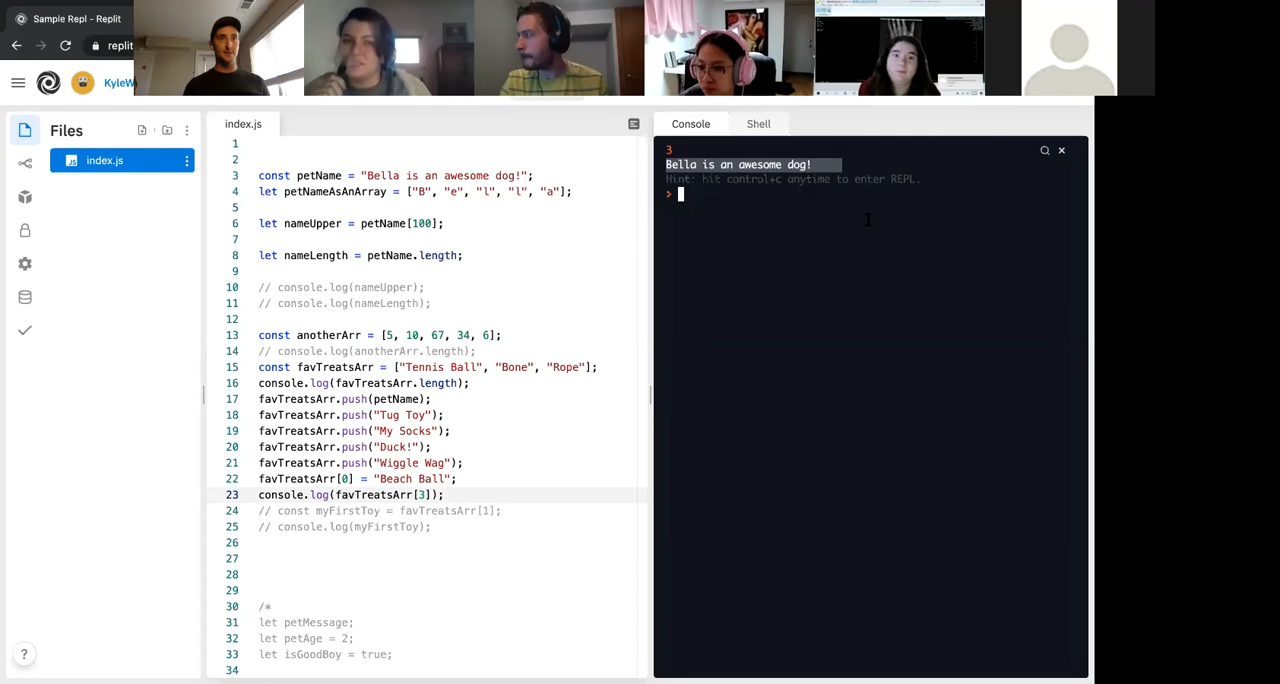 Sample Repl - Replit
replit
KyleW
Files
index.js
index.js
Console
Shell
1
2
3 const petName = "Bella is an awesome dog!";
4 let petNameAsAnArray = ["B", "e", "l", "l", "a"];
5
6 let nameUpper = petName[100];
7
8 let nameLength = petName.length;
9
10 // console.log(nameUpper);
11 // console.log(nameLength);
12
13 const anotherArr = [5, 10, 67, 34, 6];
14 // console.log(anotherArr.length);
15 const favTreatsArr = ["Tennis Ball", "Bone", "Rope"];
16 console.log(favTreatsArr.length);
17 favTreatsArr.push(petName);
18 favTreatsArr.push("Tug Toy");
19 favTreatsArr.push("My Socks");
20 favTreatsArr.push("Duck!");
21 favTreatsArr.push("Wiggle Wag");
22 favTreatsArr[0] = "Beach Ball";
23 console.log(favTreatsArr[3]);
24 // const myFirstToy = favTreatsArr[1];
25 // console.log(myFirstToy);
26
27
28
29
30 /*
31 let petMessage;
32 let petAge = 2;
33 let isGoodBoy = true;
34
3
Bella is an awesome dog!
Hint: hit control+c anytime to enter REPL.
>
?